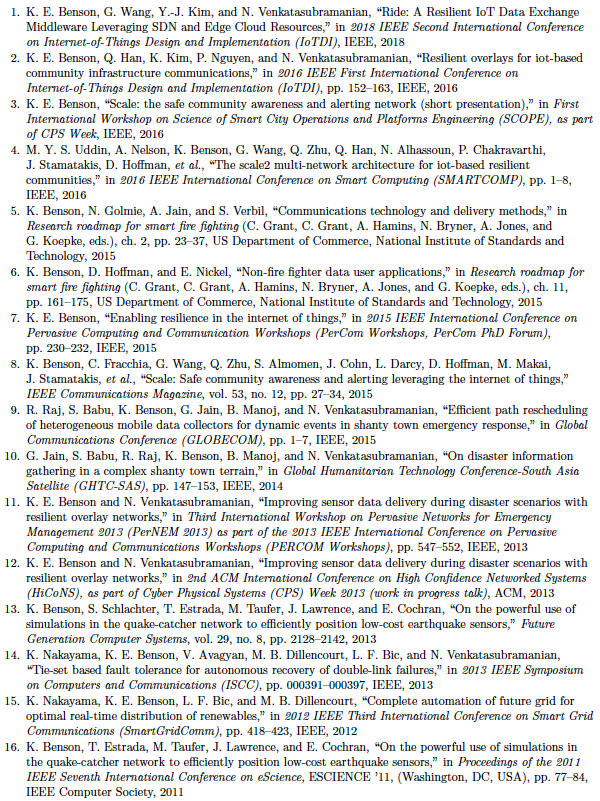 1. K. E. Benson, G. Wang, Y.-J. Kim, and N. Venkatasubramanian, “Ride: A Resilient IoT Data Exchange
Middleware Leveraging SDN and Edge Cloud Resources,” in 2018 IEEE Second International Conference
on Internet-of-Things Design and Implementation (IoTDI), IEEE, 2018
2. K. E. Benson, Q. Han, K. Kim, P. Nguyen, and N. Venkatasubramanian, “Resilient overlays for iot-based
community infrastructure communications,” in 2016 IEEE First International Conference on
Internet-of-Things Design and Implementation (IoTDI), pp. 152–163, IEEE, 2016
3. K. E. Benson, “Scale: the safe community awareness and alerting network (short presentation),” in First
International Workshop on Science of Smart City Operations and Platforms Engineering (SCOPE), as part
of CPS Week, IEEE, 2016
4. M. Y. S. Uddin, A. Nelson, K. Benson, G. Wang, Q. Zhu, Q. Han, N. Alhassoun, P. Chakravarthi,
J. Stamatakis, D. Hoffman, et al., “The scale2 multi-network architecture for iot-based resilient
communities,” in 2016 IEEE International Conference on Smart Computing (SMARTCOMP), pp. 1–8,
IEEE, 2016
5. K. Benson, N. Golmie, A. Jain, and S. Verbil, “Communications technology and delivery methods,” in
Research roadmap for smart fire fighting (C. Grant, C. Grant, A. Hamins, N. Bryner, A. Jones, and
G. Koepke, eds.), ch. 2, pp. 23–37, US Department of Commerce, National Institute of Standards and
Technology, 2015
6. K. Benson, D. Hoffman, and E. Nickel, “Non-fire fighter data user applications,” in Research roadmap for
smart fire fighting (C. Grant, C. Grant, A. Hamins, N. Bryner, A. Jones, and G. Koepke, eds.), ch. 11,
pp. 161–175, US Department of Commerce, National Institute of Standards and Technology, 2015
7. K. E. Benson, “Enabling resilience in the internet of things,” in 2015 IEEE International Conference on
Pervasive Computing and Communication Workshops (PerCom Workshops, PerCom PhD Forum),
pp. 230–232, IEEE, 2015
8. K. Benson, C. Fracchia, G. Wang, Q. Zhu, S. Almomen, J. Cohn, L. Darcy, D. Hoffman, M. Makai,
J. Stamatakis, et al., “Scale: Safe community awareness and alerting leveraging the internet of things,”
IEEE Communications Magazine, vol. 53, no. 12, pp. 27–34, 2015
9. R. Raj, S. Babu, K. Benson, G. Jain, B. Manoj, and N. Venkatasubramanian, “Efficient path rescheduling
of heterogeneous mobile data collectors for dynamic events in shanty town emergency response,” in Global
Communications Conference (GLOBECOM), pp. 1–7, IEEE, 2015
10. G. Jain, S. Babu, R. Raj, K. Benson, B. Manoj, and N. Venkatasubramanian, “On disaster information
gathering in a complex shanty town terrain,” in Global Humanitarian Technology Conference-South Asia
Satellite (GHTC-SAS), pp. 147–153, IEEE, 2014
11. K. E. Benson and N. Venkatasubramanian, “Improving sensor data delivery during disaster scenarios with
resilient overlay networks,” in Third International Workshop on Pervasive Networks for Emergency
Management 2013 (PerNEM 2013) as part of the 2013 IEEE International Conference on Pervasive
Computing and Communications Workshops (PERCOM Workshops), pp. 547–552, IEEE, 2013
12. K. E. Benson and N. Venkatasubramanian, “Improving sensor data delivery during disaster scenarios with
resilient overlay networks,” in 2nd ACM International Conference on High Confidence Networked Systems
(HiCoNS), as part of Cyber Physical Systems (CPS) Week 2013 (work in progress talk), ACM, 2013
13. K. Benson, S. Schlachter, T. Estrada, M. Taufer, J. Lawrence, and E. Cochran, “On the powerful use of
simulations in the quake-catcher network to efficiently position low-cost earthquake sensors,” Future
Generation Computer Systems, vol. 29, no. 8, pp. 2128–2142, 2013
14. K. Nakayama, K. E. Benson, V. Avagyan, M. B. Dillencourt, L. F. Bic, and N. Venkatasubramanian,
“Tie-set based fault tolerance for autonomous recovery of double-link failures,” in 2013 IEEE Symposium
on Computers and Communications (ISCC), pp. 000391–000397, IEEE, 2013
15. K. Nakayama, K. E. Benson, L. F. Bic, and M. B. Dillencourt, “Complete automation of future grid for
optimal real-time distribution of renewables,” in 2012 IEEE Third International Conference on Smart Grid
Communications (SmartGridComm), pp. 418–423, IEEE, 2012
16. K. Benson, T. Estrada, M. Taufer, J. Lawrence, and E. Cochran, “On the powerful use of simulations in
the quake-catcher network to efficiently position low-cost earthquake sensors,” in Proceedings of the 2011
IEEE Seventh International Conference on eScience, ESCIENCE ’11, (Washington, DC, USA), pp. 77–84,
IEEE Computer Society, 2011